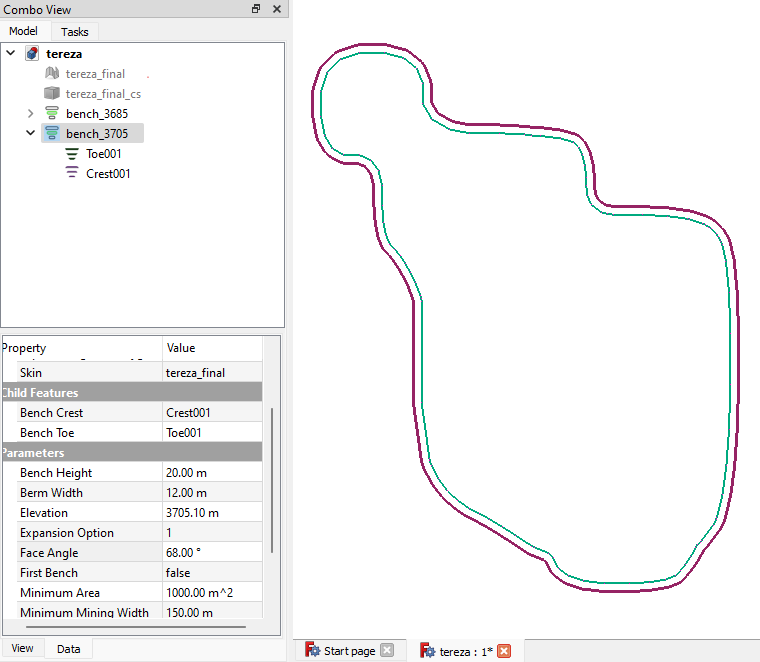 Combo View
Model Tasks
tereza
tereza_final .
tereza_final_cs
bench_3685
bench_3705
Toe001
Crest001
Property Value
Skin tereza_final
Child Features
Bench Crest Crest001
Bench Toe Toe001
Parameters
Bench Height 20.00 m
Berm Width 12.00 m
Elevation 3705.10 m
Expansion Option 1
Face Angle 68.00 °
First Bench false
Minimum Area 1000.00 m^2
Minimum Mining Width 150.00 m
View Data
Start page tereza : 1*